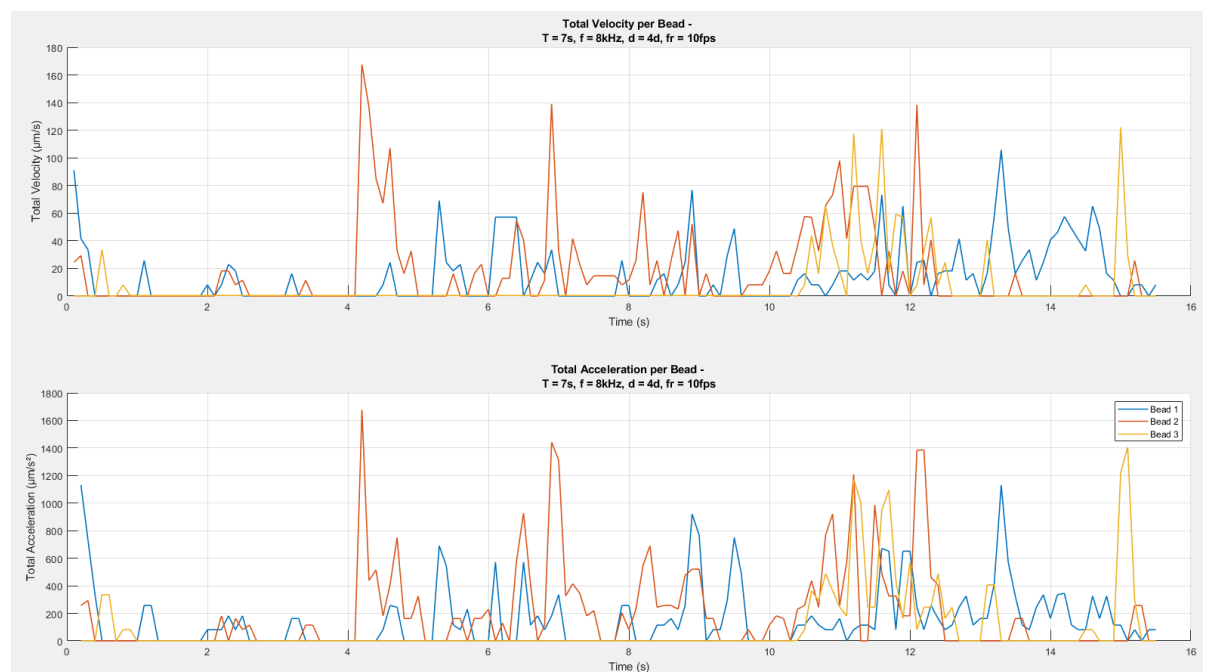 Total Velocity per Bead -
T = 7s, f = 8kHz, d = 4d, fr = 10fps
180
160
140
120
100
80
60
40
20
0
Total Velocity (µm/s)
0 2 4 6 8 10 12 14 16
Time (s)
Total Acceleration per Bead -
T = 7s, f = 8kHz, d = 4d, fr = 10fps
1800
1600
1400
1200
1000
800
600
400
200
0
Total Acceleration (µm/s²)
Bead 1
Bead 2
Bead 3
0 2 4 6 8 10 12 14 16
Time (s)